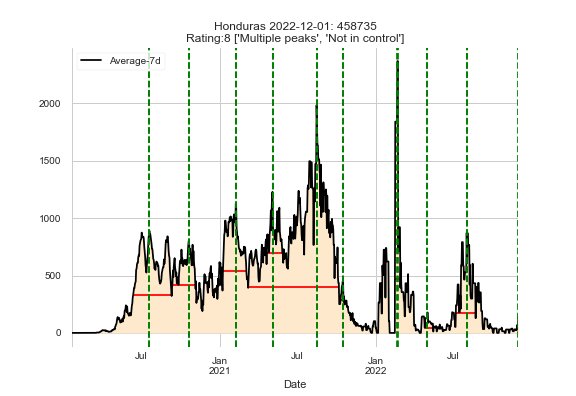 Honduras 2022-12-01: 458735
Rating:8 ['Multiple peaks', 'Not in control']
Average-7d
2000
1500
1000
500
0
Jul
Jan
2021
Jul
Jan
2022
Jul
Date